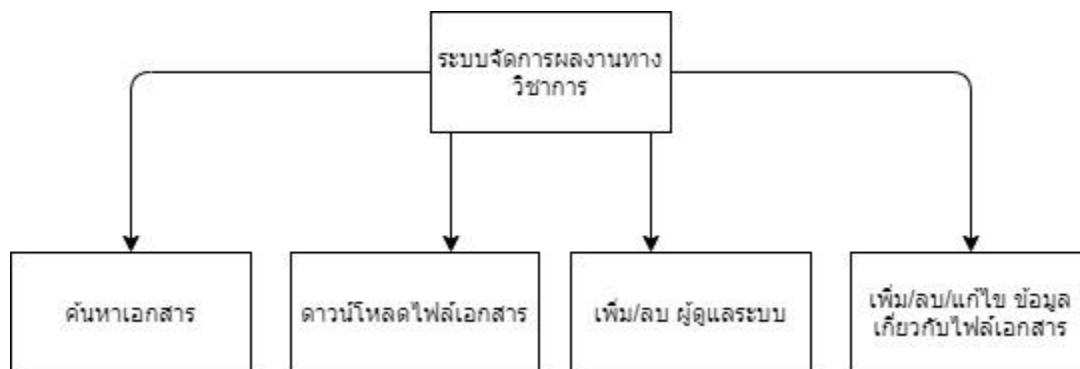 ระบบจัดการผลงานทาง
วิชาการ
ค้นหาเอกสาร
ดาวน์โหลดไฟล์เอกสาร
เพิ่ม/ลบ ผู้ดูแลระบบ
เพิ่ม/ลบ/แก้ไข ข้อมูล
เกี่ยวกับไฟล์เอกสาร